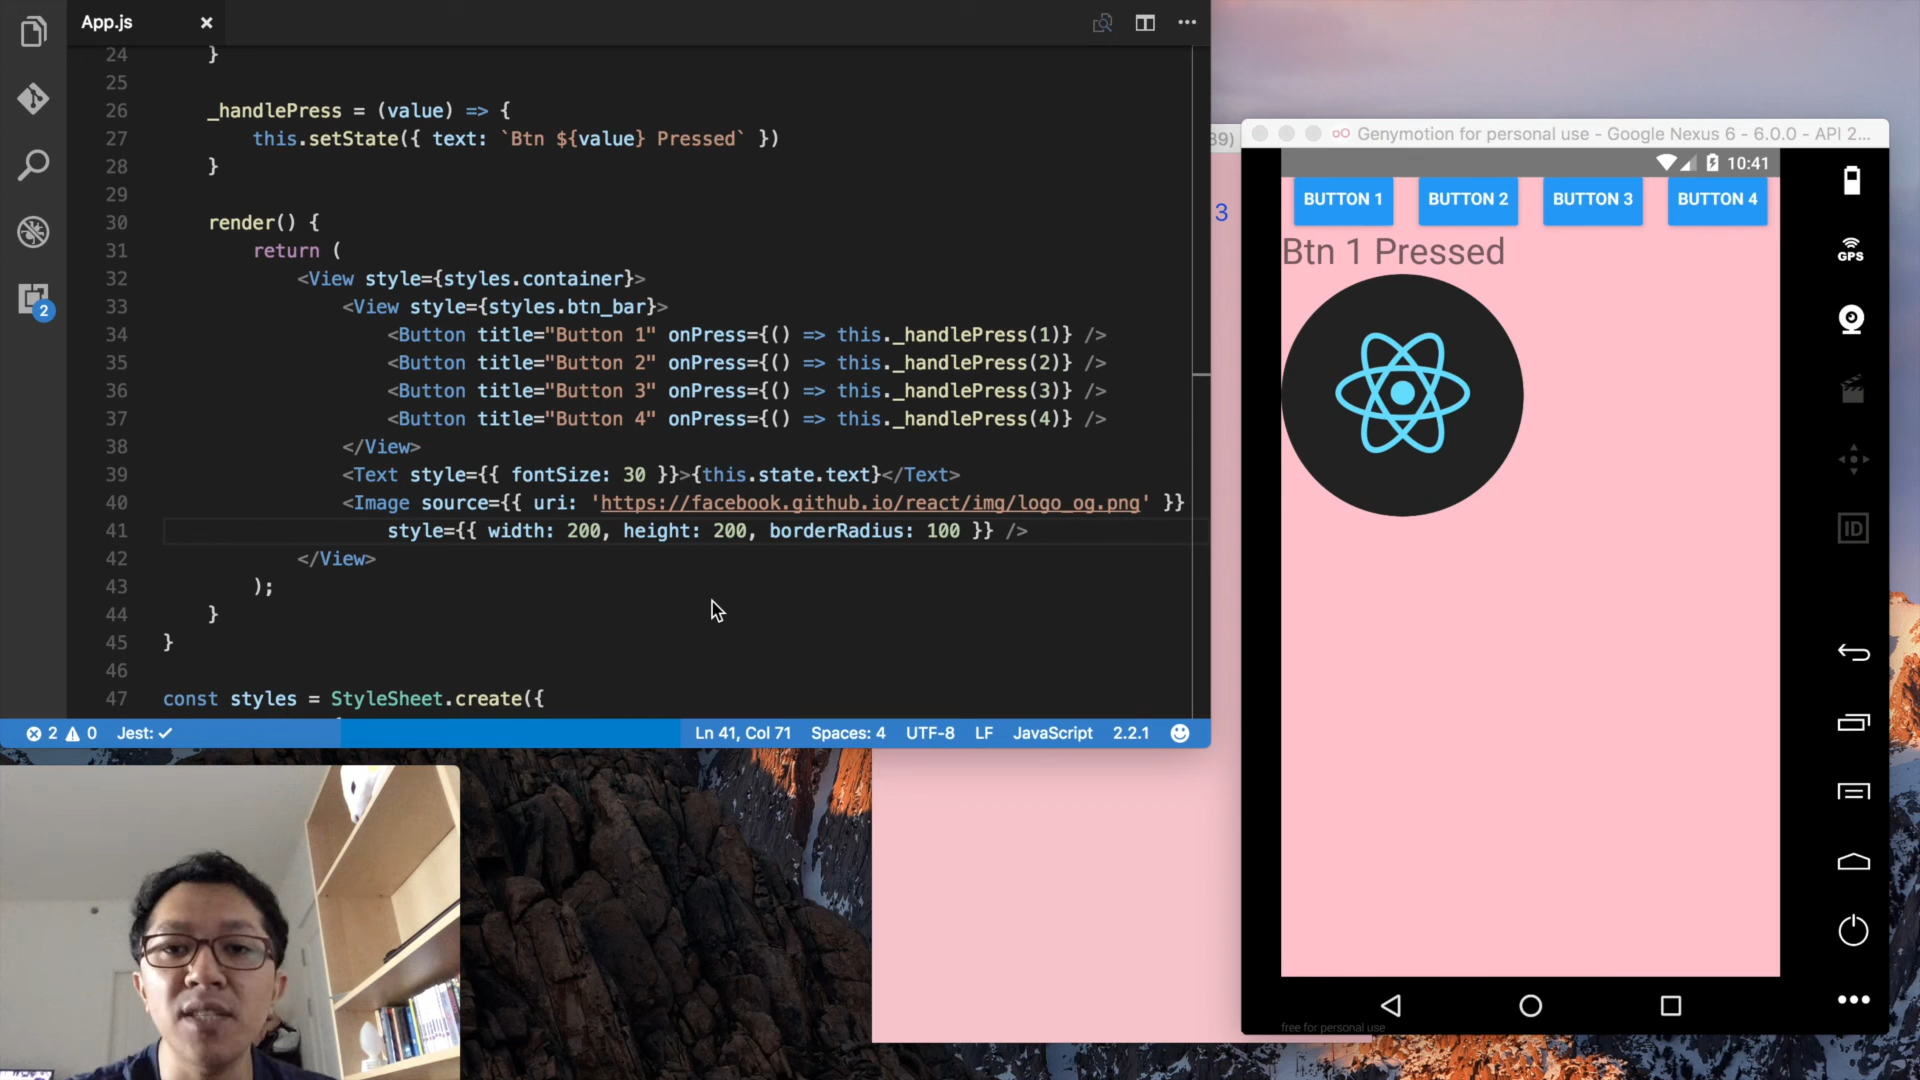 App.js
24 }
25
26 _handlePress = (value) => {
27 this.setState({ text: `Btn ${value} Pressed` })
28 }
29
30 render() {
31 return (
32 <View style={styles.container}>
33 <View style={styles.btn_bar}>
34 <Button title="Button 1" onPress={() => this._handlePress(1)} />
35 <Button title="Button 2" onPress={() => this._handlePress(2)} />
36 <Button title="Button 3" onPress={() => this._handlePress(3)} />
37 <Button title="Button 4" onPress={() => this._handlePress(4)} />
38 </View>
39 <Text style={{ fontSize: 30 }}>{this.state.text}</Text>
40 <Image source={{ uri: 'https://facebook.github.io/react/img/logo_og.png' }}
41 style={{ width: 200, height: 200, borderRadius: 100 }} />
42 </View>
43 );
44 }
45 }
46
47 const styles = StyleSheet.create({
2
2 0 Jest: ✓ Ln 41, Col 71 Spaces: 4 UTF-8 LF JavaScript 2.2.1
39)
3
Genymotion for personal use - Google Nexus 6 - 6.0.0 - API 2...
10:41
BUTTON 1 BUTTON 2 BUTTON 3 BUTTON 4
Btn 1 Pressed
GPS
ID
free for personal use